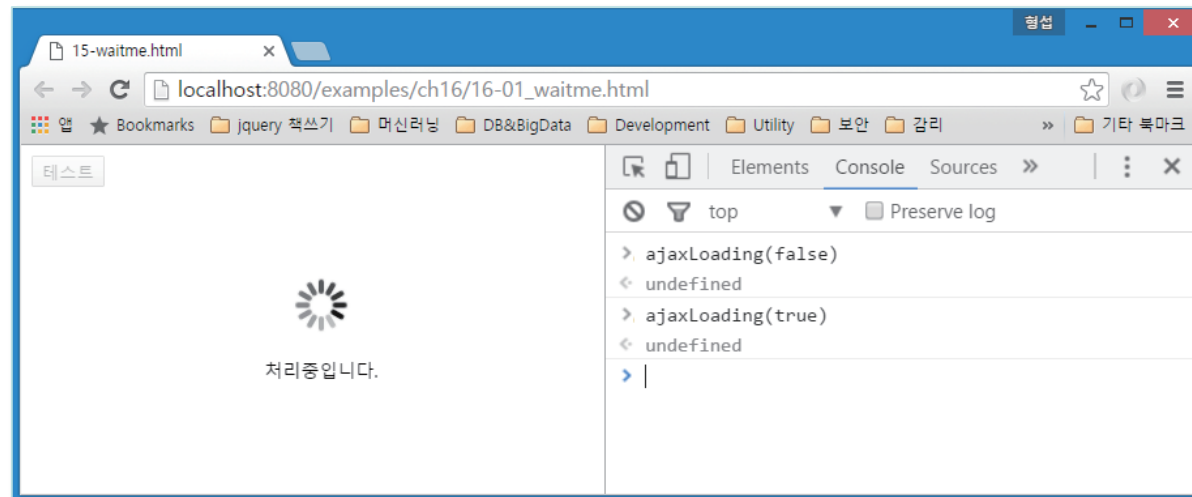 형섭
15-waitme.html
localhost:8080/examples/ch16/16-01_waitme.html
앱 Bookmarks jquery 책쓰기 머신러닝 DB&BigData Development Utility 보안 감리 » 기타 북마크
테스트
Elements Console Sources »
top Preserve log
> ajaxLoading(false)
undefined
> ajaxLoading(true)
undefined
>
처리중입니다.